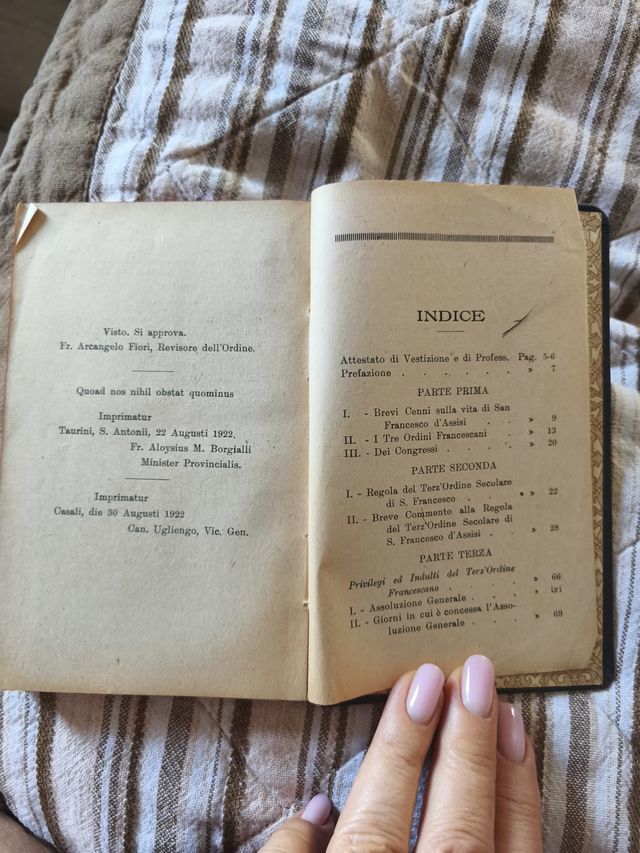 Visto. Si approva.
Fr. Arcangelo Fiori, Revisore dell'Ordine.
Quoad nos nihil obstat quominus
Imprimatur
Taurini, S. Antonii, 22 Augusti 1922.
Fr. Aloysius M. Borgialli
Minister Provincialis.
Imprimatur
Casali, die 30 Augusti 1922
Can. Ugliengo, Vic. Gen.
INDICE
Attestato di Vestizione e di Profess. Pag. 5-6
Prefazione . . . . . . » 7
PARTE PRIMA
I. - Brevi Cenni sulla vita di San
Francesco d'Assisi . . » 9
II. - I Tre Ordini Francescani . » 13
III. - Dei Congressi . . . . » 20
PARTE SECONDA
I. - Regola del Terz'Ordine Secolare
di S. Francesco . . » 22
II. - Breve Commento alla Regola
del Terz'Ordine Secolare di
S. Francesco d'Assisi . . » 28
PARTE TERZA
Privilegi ed Indulti del Ters'Ordine
Francescano . . . . » 66
I. - Assoluzione Generale . . . » ivi
II. - Giorni in cui è concessa l'Asso-
luzione Generale . . . » 69